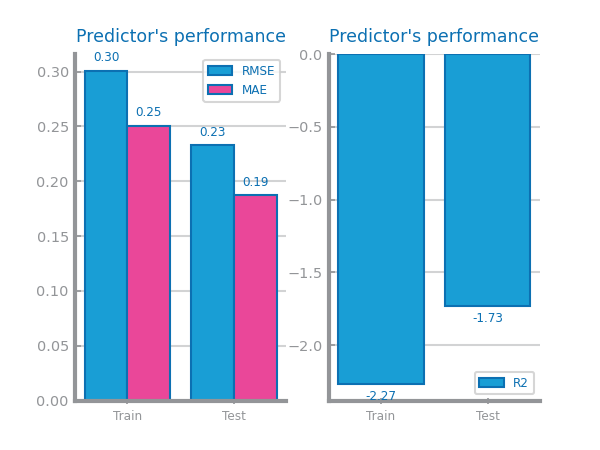 Predictor's performance
0.30
0.25
0.20
0.15
0.10
0.05
0.00
0.30
0.25
0.23
0.19
RMSE
MAE
Train
Test
Predictor's performance
0.0
−0.5
−1.0
−1.5
−2.0
-2.27
-1.73
R2
Train
Test